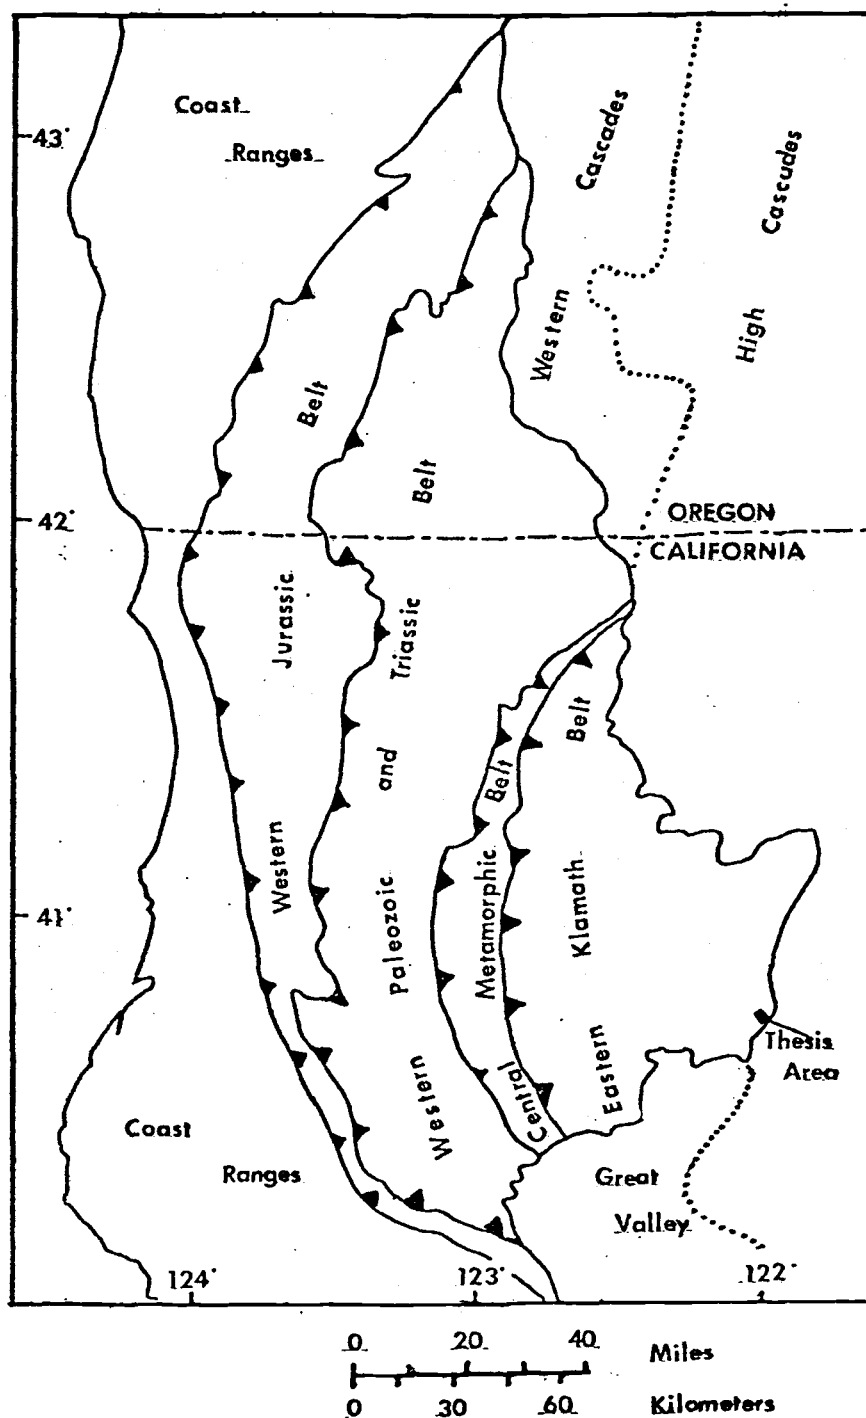 Coast
Ranges
Cascades
Western
Cascades
High
43°
Belt
Belt
42°
OREGON
CALIFORNIA
Jurassic
Western
Triassic
and
Paleozoic
Western
Belt
Metamorphic
Central
Belt
Klamath
Eastern
41°
Thesis
Area
Coast
Ranges
Great
Valley
124°
123°
122°
0 20 40 Miles
0 30 60 Kilometers